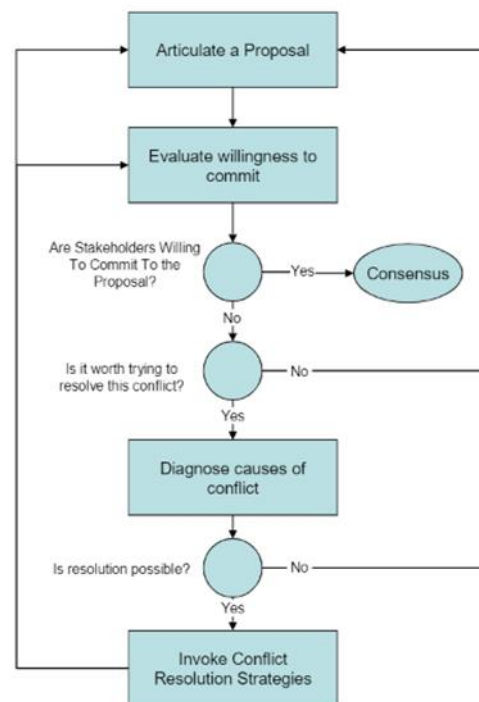 Articulate a Proposal
Evaluate willingness to
commit
Are Stakeholders Willing
To Commit To the
Proposal?
Yes
Consensus
No
Is it worth trying to
resolve this conflict?
No
Yes
Diagnose causes of
conflict
Is resolution possible?
No
Yes
Invoke Conflict
Resolution Strategies